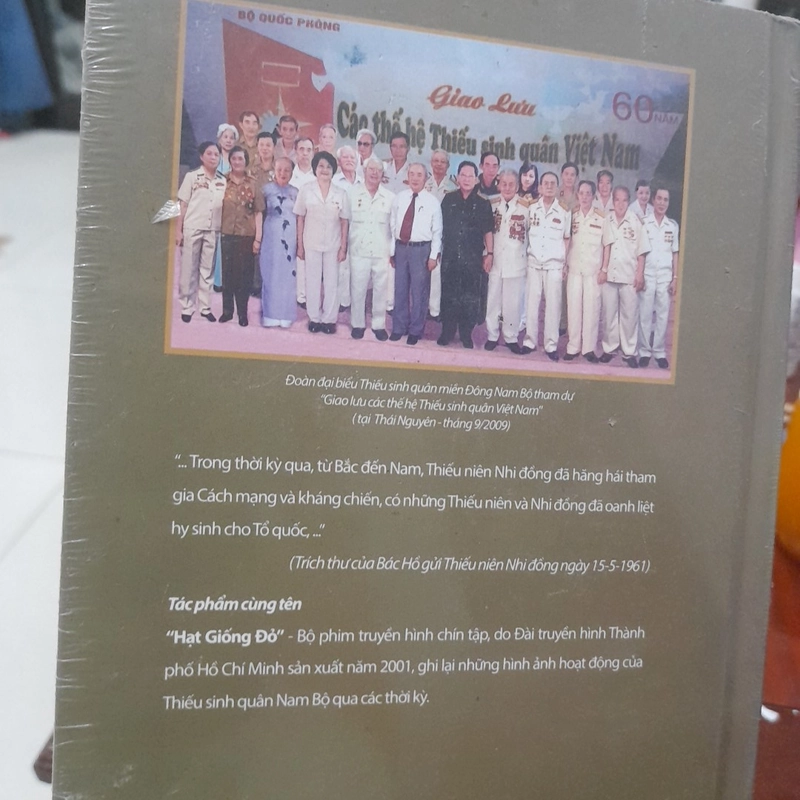 BỘ QUỐC PHÒNG
Giao Lưu
60 NĂM
Các thế hệ Thiếu sinh quân Việt Nam
Đoàn đại biểu Thiếu sinh quân miền Đông Nam Bộ tham dự
"Giao lưu các thế hệ Thiếu sinh quân Việt Nam"
( tại Thái Nguyên - tháng 9/2009)
"... Trong thời kỳ qua, từ Bắc đến Nam, Thiếu niên Nhi đồng đã hăng hái tham
gia Cách mạng và kháng chiến, có những Thiếu niên và Nhi đồng đã oanh liệt
hy sinh cho Tổ quốc, ..."
(Trích thư của Bác Hồ gửi Thiếu niên Nhi đồng ngày 15-5-1961)
Tác phẩm cùng tên
"Hạt Giống Đỏ" - Bộ phim truyền hình chín tập, do Đài truyền hình Thành
phố Hồ Chí Minh sản xuất năm 2001, ghi lại những hình ảnh hoạt động của
Thiếu sinh quân Nam Bộ qua các thời kỳ.